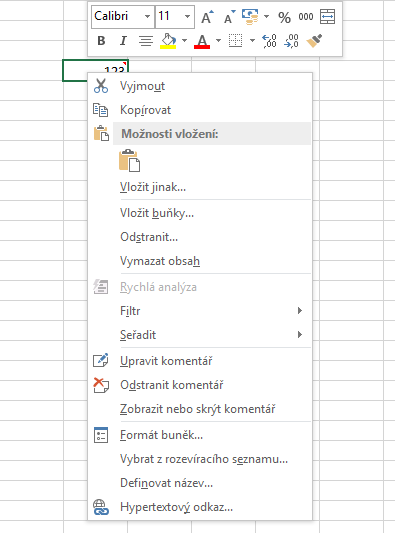 Calibri 11 A A % 000
B I A ,00 ,0
123
Vyjmout
Kopírovat
Možnosti vložení:
Vložit jinak...
Vložit buňky...
Odstranit...
Vymazat obsah
Rychlá analýza
Filtr
Seřadit
Upravit komentář
Odstranit komentář
Zobrazit nebo skrýt komentář
Formát buněk...
Vybrat z rozevíracího seznamu...
Definovat název...
Hypertextový odkaz...